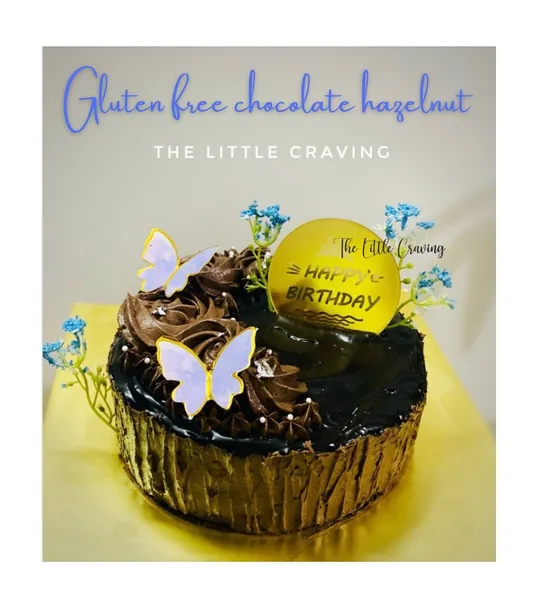 Gluten free chocolate hazelnut
THE LITTLE CRAVING
The Little Craving
HAPPY
BIRTHDAY